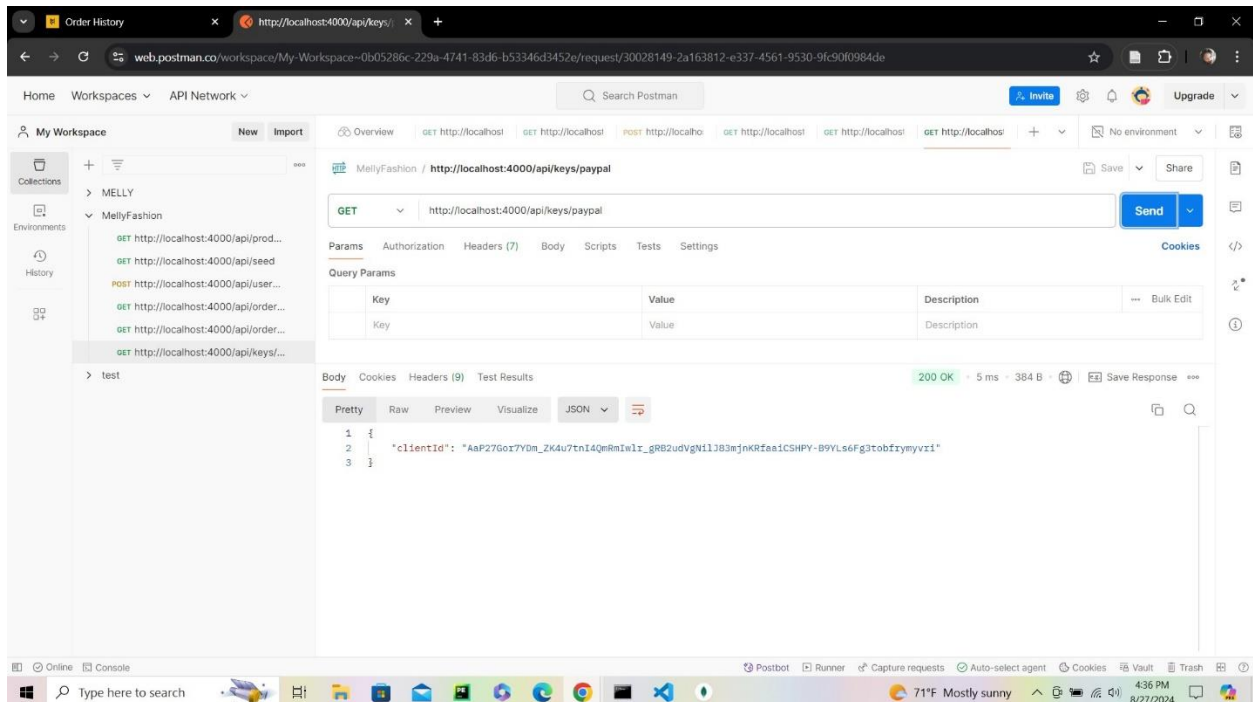 Order History
http://localhost:4000/api/keys/p
web.postman.co/workspace/My-Workspace~0b05286c-229a-4741-83d6-b53346d3452e/request/30028149-2a163812-e337-4561-9530-9fc90f0984de
Home Workspaces API Network Search Postman Invite Upgrade
My Workspace New Import Overview GET http://localhost GET http://localhost POST http://localho GET http://localhost GET http://localhost GET http://localhos No environment
Collections
Environments
History
MELLY
MellyFashion
GET http://localhost:4000/api/prod...
GET http://localhost:4000/api/seed
POST http://localhost:4000/api/user...
GET http://localhost:4000/api/order...
GET http://localhost:4000/api/order...
GET http://localhost:4000/api/keys/...
test
HTTP MellyFashion / http://localhost:4000/api/keys/paypal Save Share
GET http://localhost:4000/api/keys/paypal Send
Params Authorization Headers (7) Body Scripts Tests Settings Cookies
Query Params
Key Value Description Bulk Edit
Key Value Description
Body Cookies Headers (9) Test Results 200 OK 5 ms 384 B Save Response
Pretty Raw Preview Visualize JSON
1 {
2 "clientId": "AaP27Gor7YDm_ZK4u7tnI4QmRmIwlr_gRB2udVgNilJ83mjnKRfaaiCSHPY-B9YLs6Fg3tobfrymyvri"
3 }
Online Console Postbot Runner Capture requests Auto-select agent Cookies Vault Trash
Type here to search 71°F Mostly sunny 4:36 PM
8/27/2024